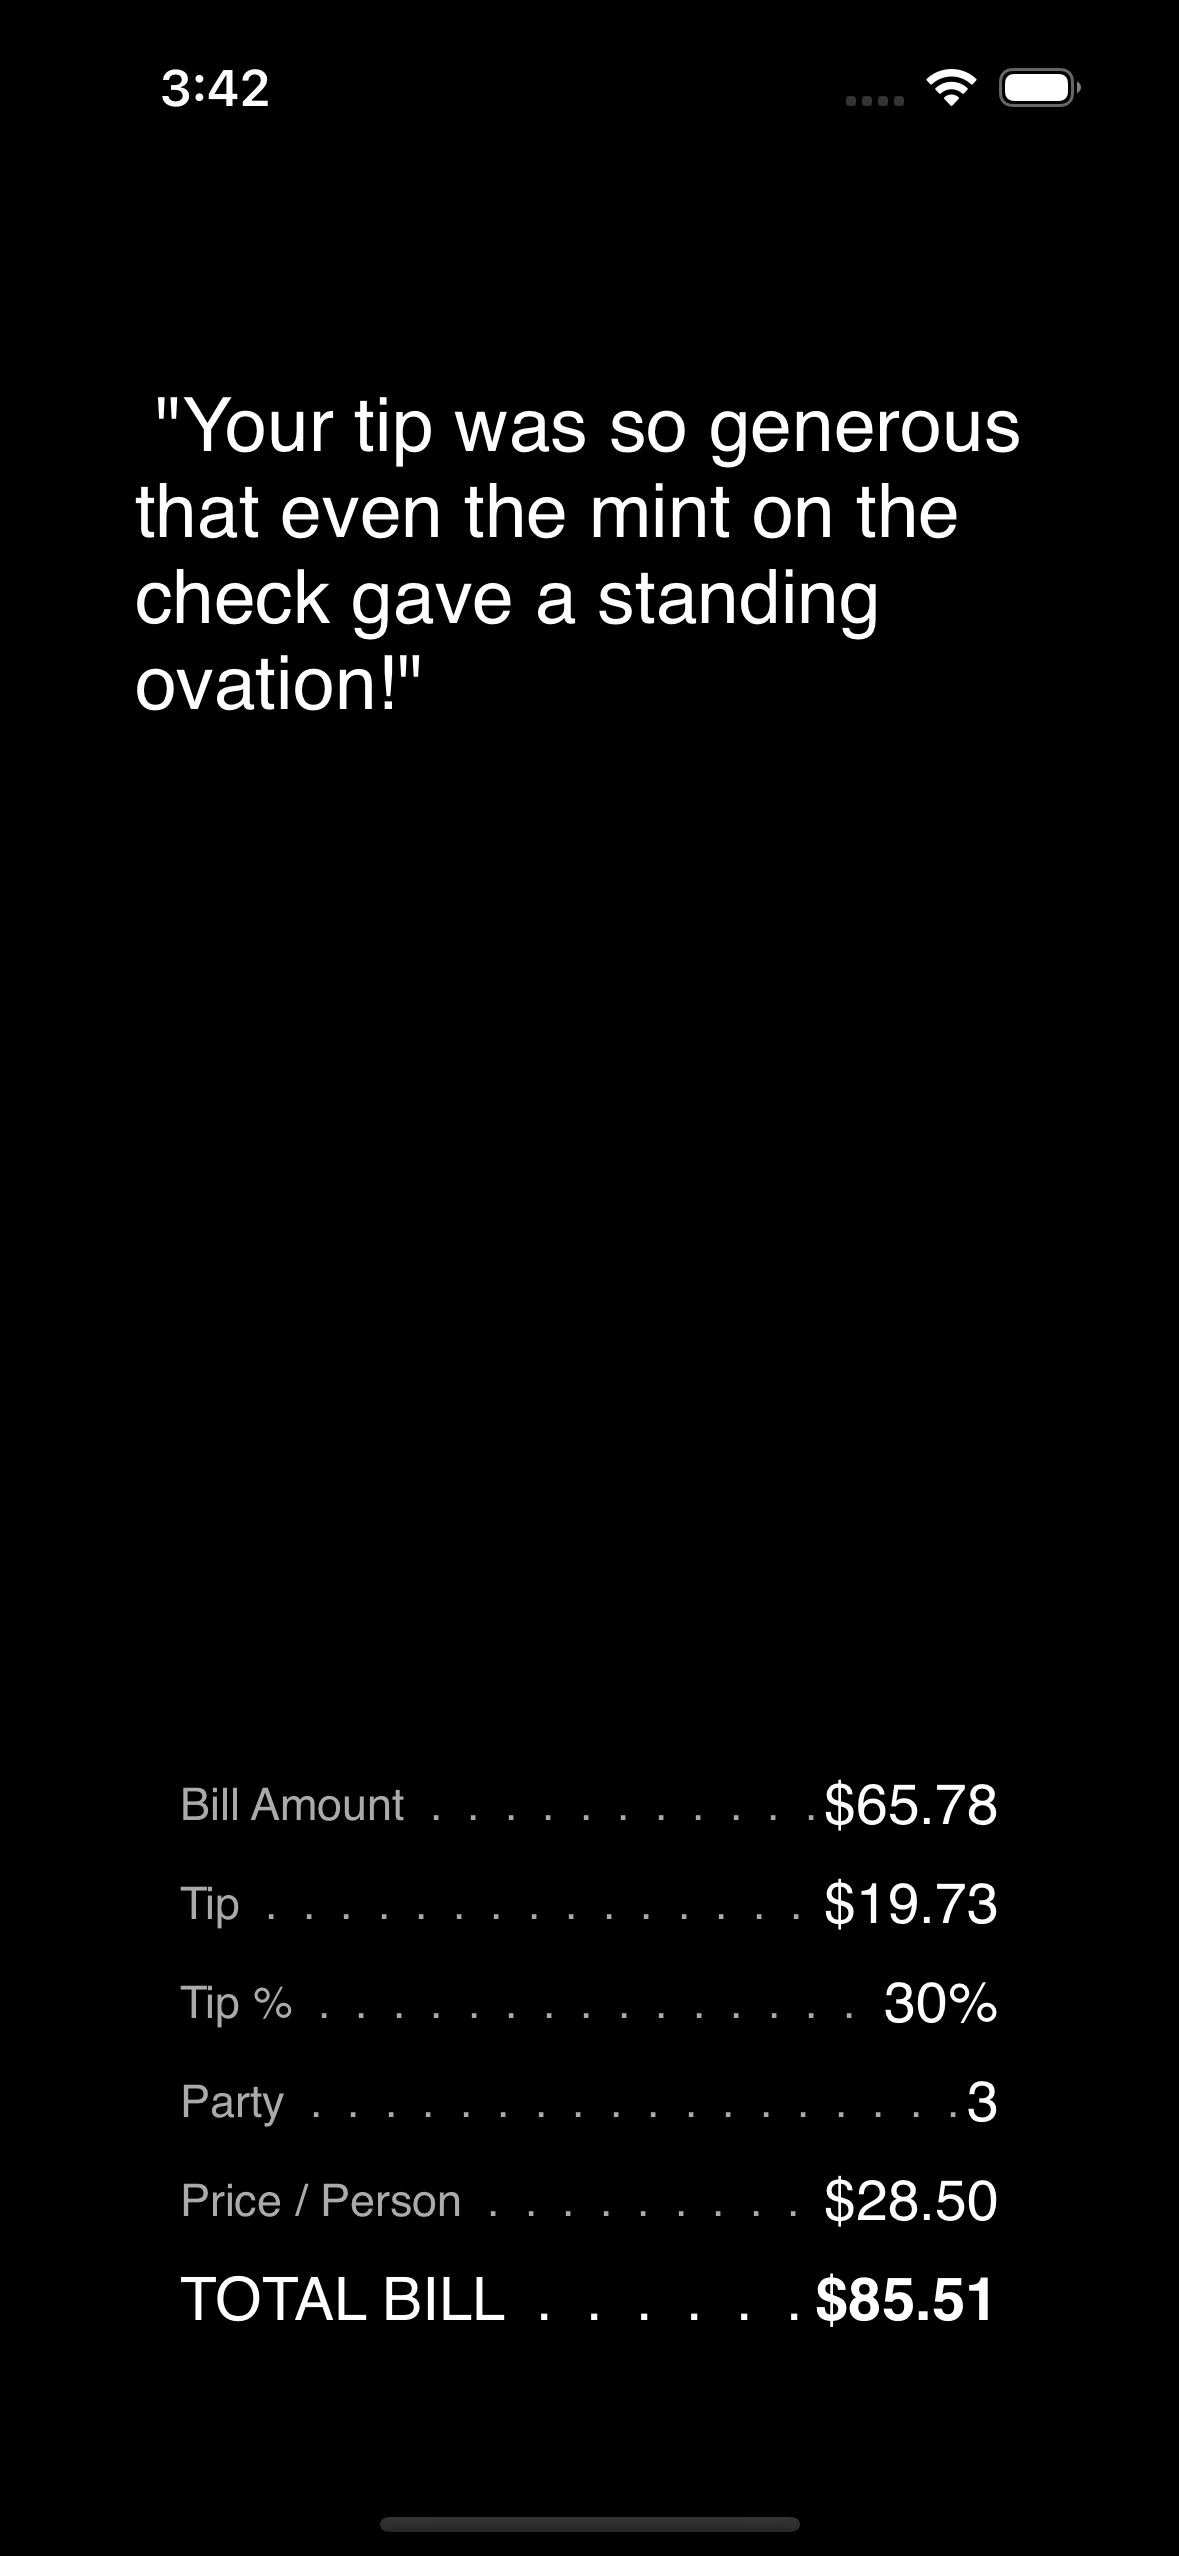 3:42
"Your tip was so generous
that even the mint on the
check gave a standing
ovation!"
Bill Amount . . . . . . . . . . . $65.78
Tip . . . . . . . . . . . . . . . $19.73
Tip % . . . . . . . . . . . . . . . 30%
Party . . . . . . . . . . . . . . . . . . 3
Price / Person . . . . . . . . . $28.50
TOTAL BILL . . . . . . $85.51